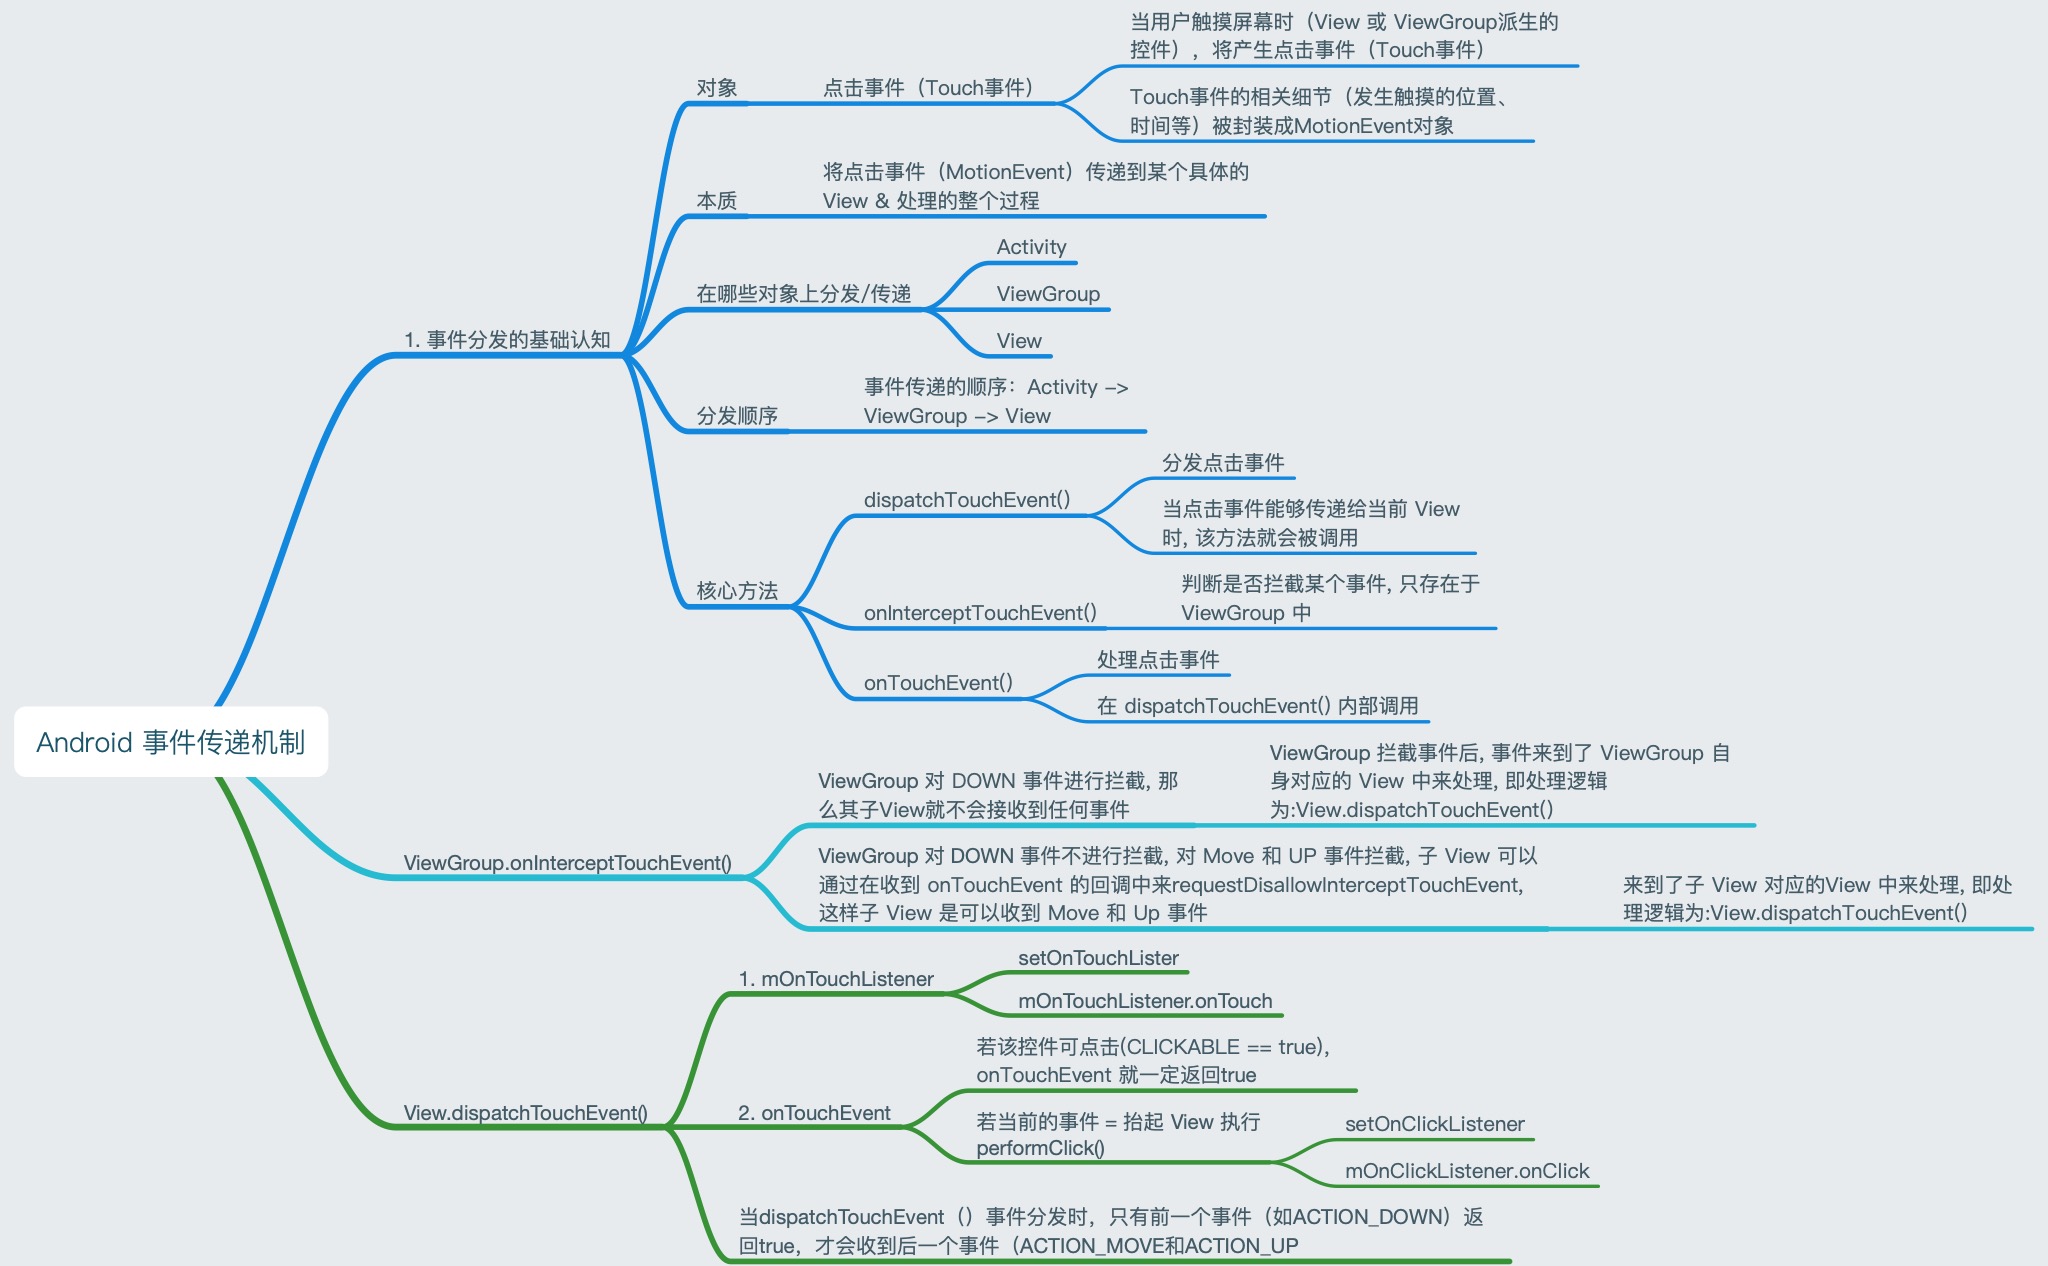 Android 事件传递机制
1. 事件分发的基础认知
对象
点击事件（Touch事件）
当用户触摸屏幕时（View 或 ViewGroup派生的
控件），将产生点击事件（Touch事件）
Touch事件的相关细节（发生触摸的位置、
时间等）被封装成MotionEvent对象
本质
将点击事件（MotionEvent）传递到某个具体的
View & 处理的整个过程
在哪些对象上分发/传递
Activity
ViewGroup
View
分发顺序
事件传递的顺序：Activity ->
ViewGroup -> View
核心方法
dispatchTouchEvent()
分发点击事件
当点击事件能够传递给当前 View
时, 该方法就会被调用
onInterceptTouchEvent()
判断是否拦截某个事件, 只存在于
ViewGroup 中
onTouchEvent()
处理点击事件
在 dispatchTouchEvent() 内部调用
ViewGroup.onInterceptTouchEvent()
ViewGroup 对 DOWN 事件进行拦截, 那
么其子View就不会接收到任何事件
ViewGroup 拦截事件后, 事件来到了 ViewGroup 自
身对应的 View 中来处理, 即处理逻辑
为:View.dispatchTouchEvent()
ViewGroup 对 DOWN 事件不进行拦截, 对 Move 和 UP 事件拦截, 子 View 可以
通过在收到 onTouchEvent 的回调中来requestDisallowInterceptTouchEvent,
这样子 View 是可以收到 Move 和 Up 事件
来到了子 View 对应的View 中来处理, 即处
理逻辑为:View.dispatchTouchEvent()
View.dispatchTouchEvent()
1. mOnTouchListener
setOnTouchLister
mOnTouchListener.onTouch
2. onTouchEvent
若该控件可点击(CLICKABLE == true),
onTouchEvent 就一定返回true
若当前的事件 = 抬起 View 执行
performClick()
setOnClickListener
mOnClickListener.onClick
当dispatchTouchEvent（）事件分发时，只有前一个事件（如ACTION_DOWN）返
回true，才会收到后一个事件（ACTION_MOVE和ACTION_UP